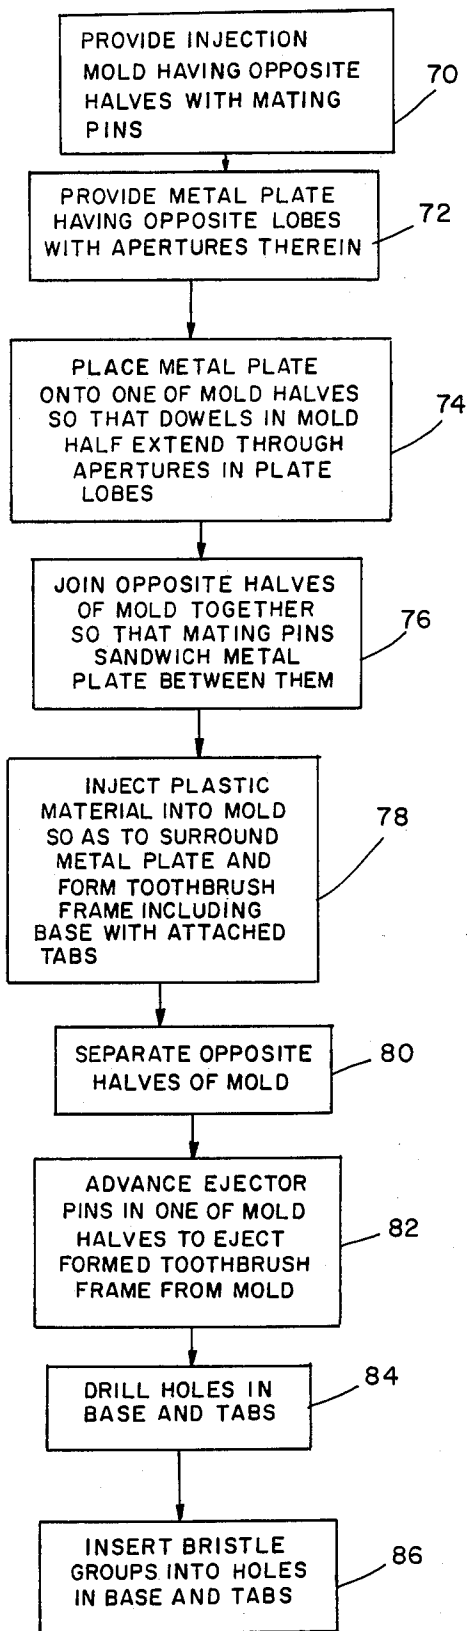 PROVIDE INJECTION
MOLD HAVING OPPOSITE
HALVES WITH MATING
PINS
70
PROVIDE METAL PLATE
HAVING OPPOSITE LOBES
WITH APERTURES THEREIN
72
PLACE METAL PLATE
ONTO ONE OF MOLD HALVES
SO THAT DOWELS IN MOLD
HALF EXTEND THROUGH
APERTURES IN PLATE
LOBES
74
JOIN OPPOSITE HALVES
OF MOLD TOGETHER
SO THAT MATING PINS
SANDWICH METAL
PLATE BETWEEN THEM
76
INJECT PLASTIC
MATERIAL INTO MOLD
SO AS TO SURROUND
METAL PLATE AND
FORM TOOTHBRUSH
FRAME INCLUDING
BASE WITH ATTACHED
TABS
78
SEPARATE OPPOSITE
HALVES OF MOLD
80
ADVANCE EJECTOR
PINS IN ONE OF MOLD
HALVES TO EJECT
FORMED TOOTHBRUSH
FRAME FROM MOLD
82
DRILL HOLES IN
BASE AND TABS
84
INSERT BRISTLE
GROUPS INTO HOLES
IN BASE AND TABS
86